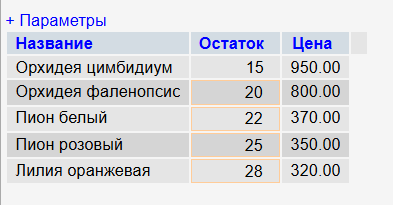 + Параметры
Название Остаток Цена
Орхидея цимбидиум 15 950.00
Орхидея фаленопсис 20 800.00
Пион белый 22 370.00
Пион розовый 25 350.00
Лилия оранжевая 28 320.00